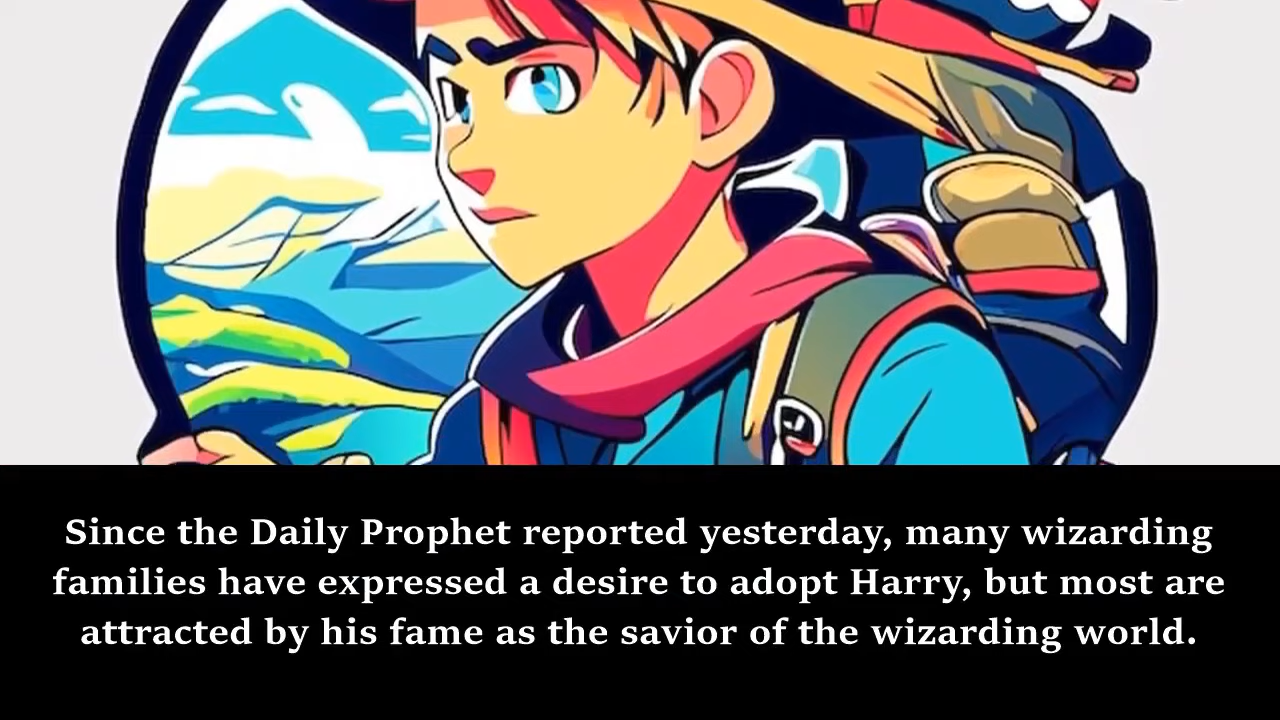 Since the Daily Prophet reported yesterday, many wizarding
families have expressed a desire to adopt Harry, but most are
attracted by his fame as the savior of the wizarding world.